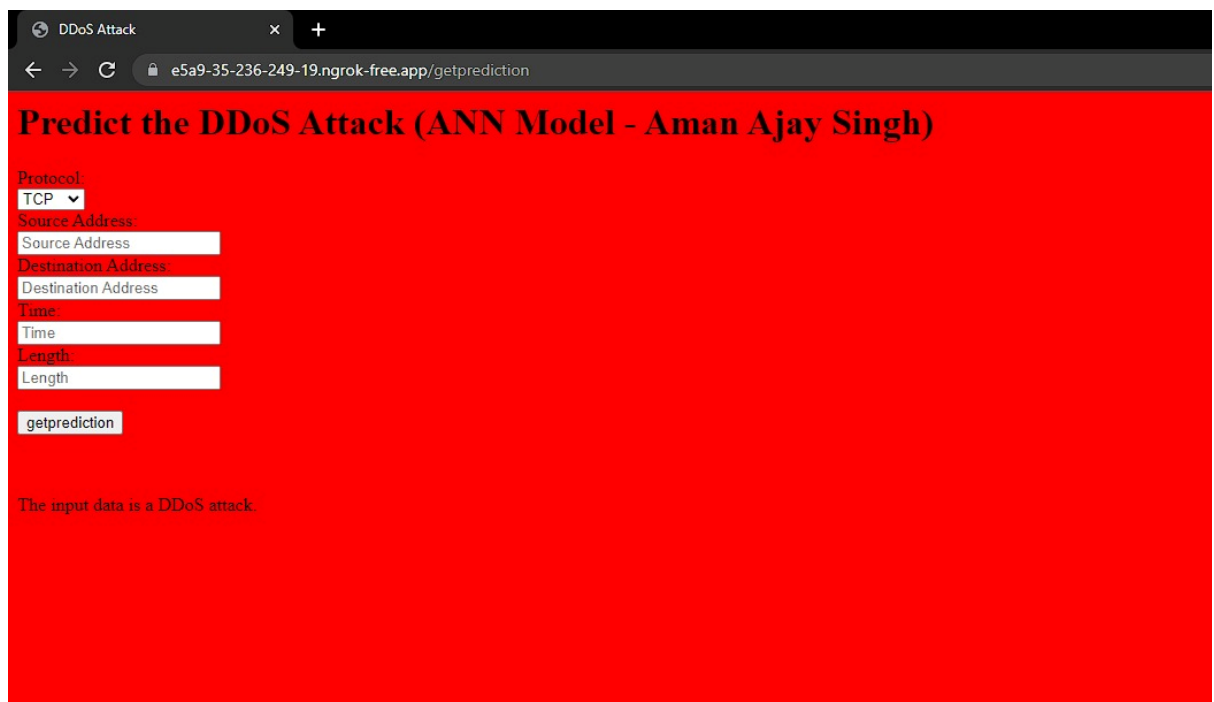 DDoS Attack
e5a9-35-236-249-19.ngrok-free.app/getprediction
Predict the DDoS Attack (ANN Model - Aman Ajay Singh)
Protocol:
TCP
Source Address:
Source Address
Destination Address:
Destination Address
Time:
Time
Length:
Length
getprediction
The input data is a DDoS attack.